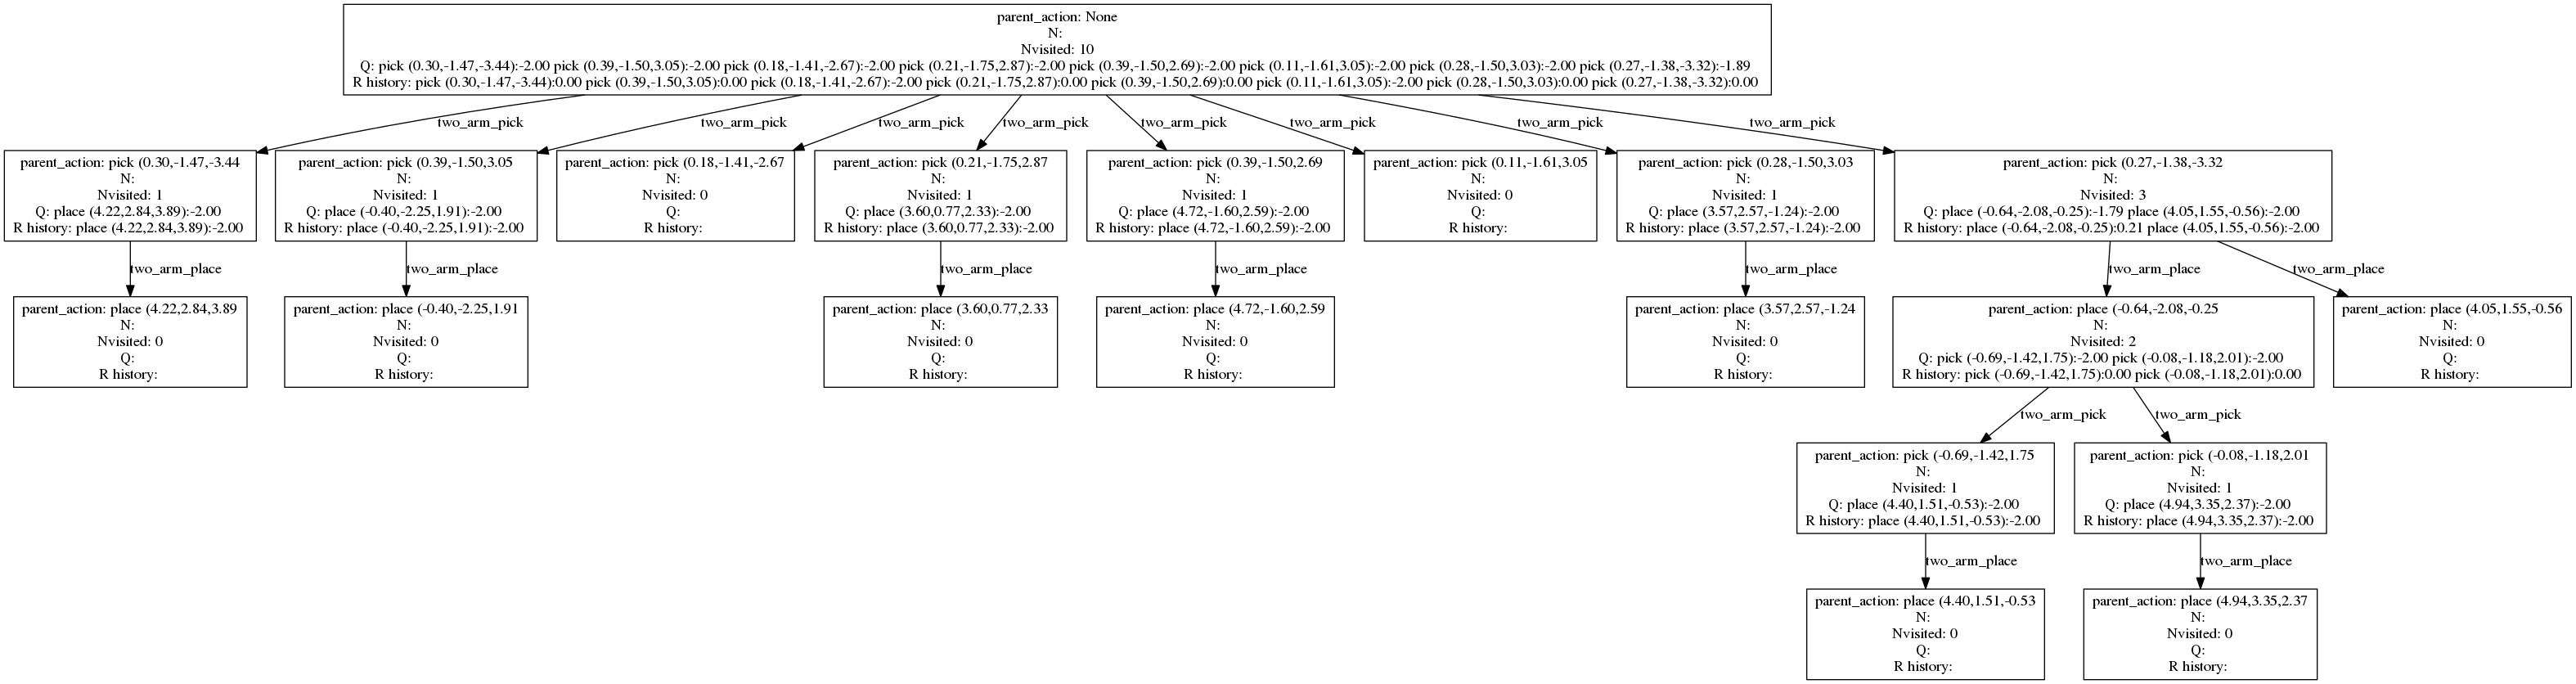 parent_action: None
N:
Nvisited: 10
Q: pick (0.30,-1.47,-3.44):-2.00 pick (0.39,-1.50,3.05):-2.00 pick (0.18,-1.41,-2.67):-2.00 pick (0.21,-1.75,2.87):-2.00 pick (0.39,-1.50,2.69):-2.00 pick (0.11,-1.61,3.05):-2.00 pick (0.28,-1.50,3.03):-2.00 pick (0.27,-1.38,-3.32):-1.89
R history: pick (0.30,-1.47,-3.44):0.00 pick (0.39,-1.50,3.05):0.00 pick (0.18,-1.41,-2.67):-2.00 pick (0.21,-1.75,2.87):0.00 pick (0.39,-1.50,2.69):0.00 pick (0.11,-1.61,3.05):-2.00 pick (0.28,-1.50,3.03):0.00 pick (0.27,-1.38,-3.32):0.00
two_arm_pick
two_arm_pick
two_arm_pick
two_arm_pick
two_arm_pick
two_arm_pick
two_arm_pick
two_arm_pick
parent_action: pick (0.30,-1.47,-3.44
N:
Nvisited: 1
Q: place (4.22,2.84,3.89):-2.00
R history: place (4.22,2.84,3.89):-2.00
parent_action: pick (0.39,-1.50,3.05
N:
Nvisited: 1
Q: place (-0.40,-2.25,1.91):-2.00
R history: place (-0.40,-2.25,1.91):-2.00
parent_action: pick (0.18,-1.41,-2.67
N:
Nvisited: 0
Q:
R history:
parent_action: pick (0.21,-1.75,2.87
N:
Nvisited: 1
Q: place (3.60,0.77,2.33):-2.00
R history: place (3.60,0.77,2.33):-2.00
parent_action: pick (0.39,-1.50,2.69
N:
Nvisited: 1
Q: place (4.72,-1.60,2.59):-2.00
R history: place (4.72,-1.60,2.59):-2.00
parent_action: pick (0.11,-1.61,3.05
N:
Nvisited: 0
Q:
R history:
parent_action: pick (0.28,-1.50,3.03
N:
Nvisited: 1
Q: place (3.57,2.57,-1.24):-2.00
R history: place (3.57,2.57,-1.24):-2.00
parent_action: pick (0.27,-1.38,-3.32
N:
Nvisited: 3
Q: place (-0.64,-2.08,-0.25):-1.79 place (4.05,1.55,-0.56):-2.00
R history: place (-0.64,-2.08,-0.25):0.21 place (4.05,1.55,-0.56):-2.00
two_arm_place
two_arm_place
two_arm_place
two_arm_place
two_arm_place
two_arm_place
two_arm_place
parent_action: place (4.22,2.84,3.89
N:
Nvisited: 0
Q:
R history:
parent_action: place (-0.40,-2.25,1.91
N:
Nvisited: 0
Q:
R history:
parent_action: place (3.60,0.77,2.33
N:
Nvisited: 0
Q:
R history:
parent_action: place (4.72,-1.60,2.59
N:
Nvisited: 0
Q:
R history:
parent_action: place (3.57,2.57,-1.24
N:
Nvisited: 0
Q:
R history:
parent_action: place (-0.64,-2.08,-0.25
N:
Nvisited: 2
Q: pick (-0.69,-1.42,1.75):-2.00 pick (-0.08,-1.18,2.01):-2.00
R history: pick (-0.69,-1.42,1.75):0.00 pick (-0.08,-1.18,2.01):0.00
parent_action: place (4.05,1.55,-0.56
N:
Nvisited: 0
Q:
R history:
two_arm_pick
two_arm_pick
parent_action: pick (-0.69,-1.42,1.75
N:
Nvisited: 1
Q: place (4.40,1.51,-0.53):-2.00
R history: place (4.40,1.51,-0.53):-2.00
parent_action: pick (-0.08,-1.18,2.01
N:
Nvisited: 1
Q: place (4.94,3.35,2.37):-2.00
R history: place (4.94,3.35,2.37):-2.00
two_arm_place
two_arm_place
parent_action: place (4.40,1.51,-0.53
N:
Nvisited: 0
Q:
R history:
parent_action: place (4.94,3.35,2.37
N:
Nvisited: 0
Q:
R history: